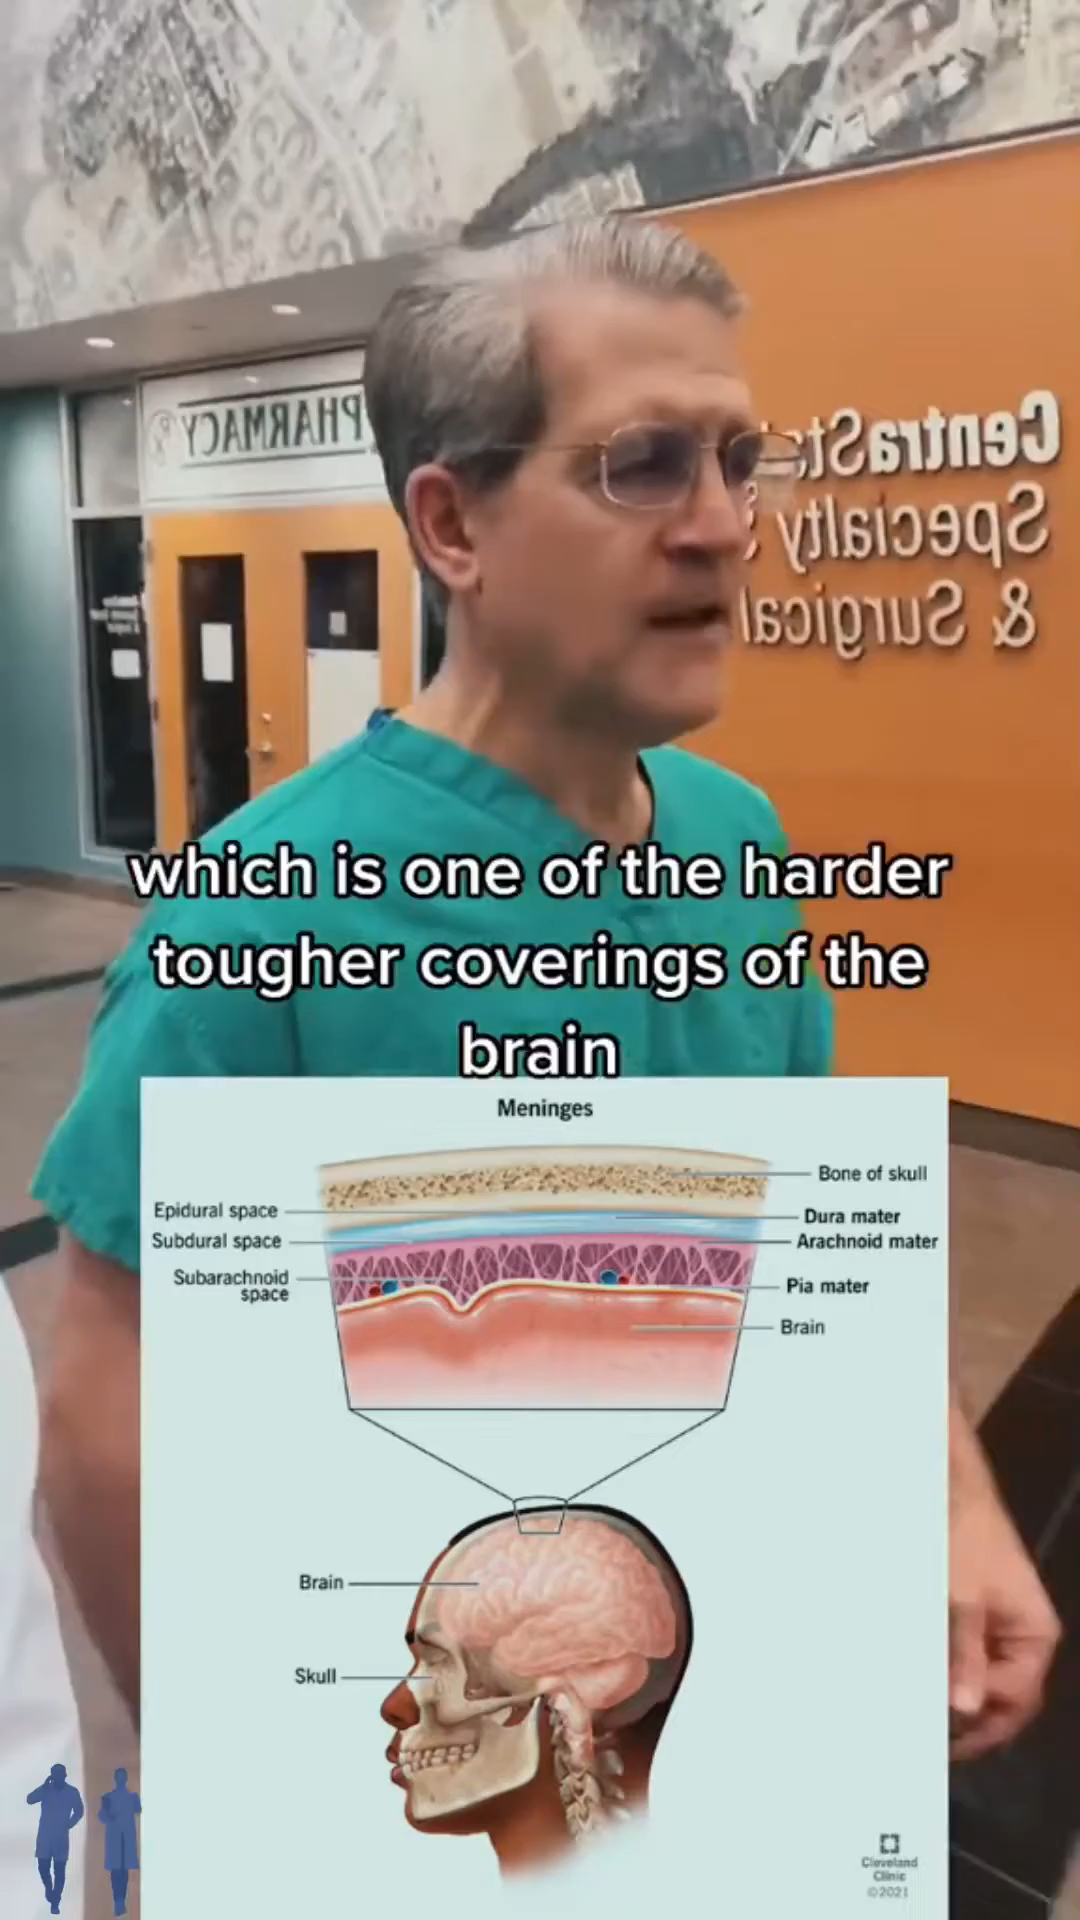 PHARMACY
CentraSta
Specialty
& Surgical
which is one of the harder
tougher coverings of the
brain
Meninges
Bone of skull
Epidural space
Dura mater
Subdural space
Arachnoid mater
Subarachnoid
space
Pia mater
Brain
Brain
Skull
Cleveland
Clinic
©2021